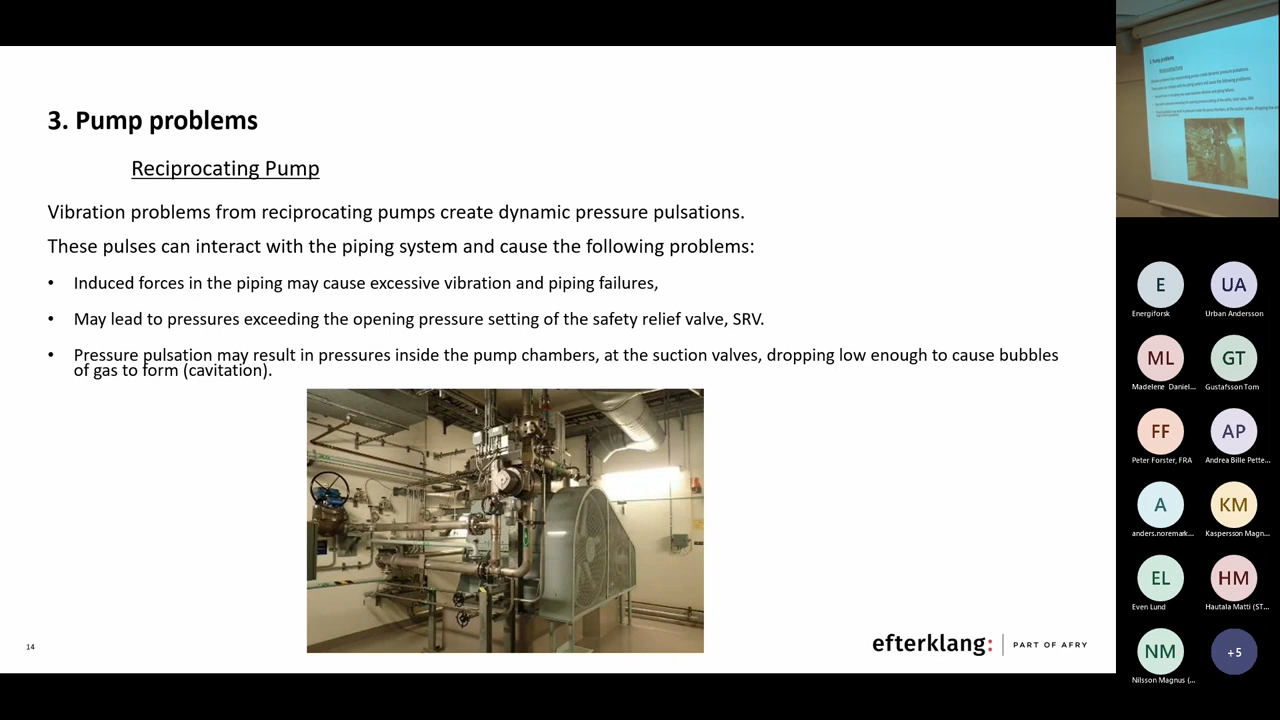 3. Pump problems
Reciprocating Pump
Vibration problems from reciprocating pumps create dynamic pressure pulsations.
These pulses can interact with the piping system and cause the following problems:
• Induced forces in the piping may cause excessive vibration and piping failures,
• May lead to pressures exceeding the opening pressure setting of the safety relief valve, SRV.
• Pressure pulsation may result in pressures inside the pump chambers, at the suction valves, dropping low enough to cause bubbles
of gas to form (cavitation).
14
efterklang: PART OF AFRY
3. Pump problems
E
Energiforsk
UA
Urban Andersson
ML
Madelene Daniel...
GT
Gustafsson Tom
FF
Peter Forster, FRA
AP
Andrea Bille Pette...
A
anders.noremark...
KM
Kaspersson Magn...
EL
Even Lund
HM
Hautala Matti (ST...
NM
Nilsson Magnus (...
+5